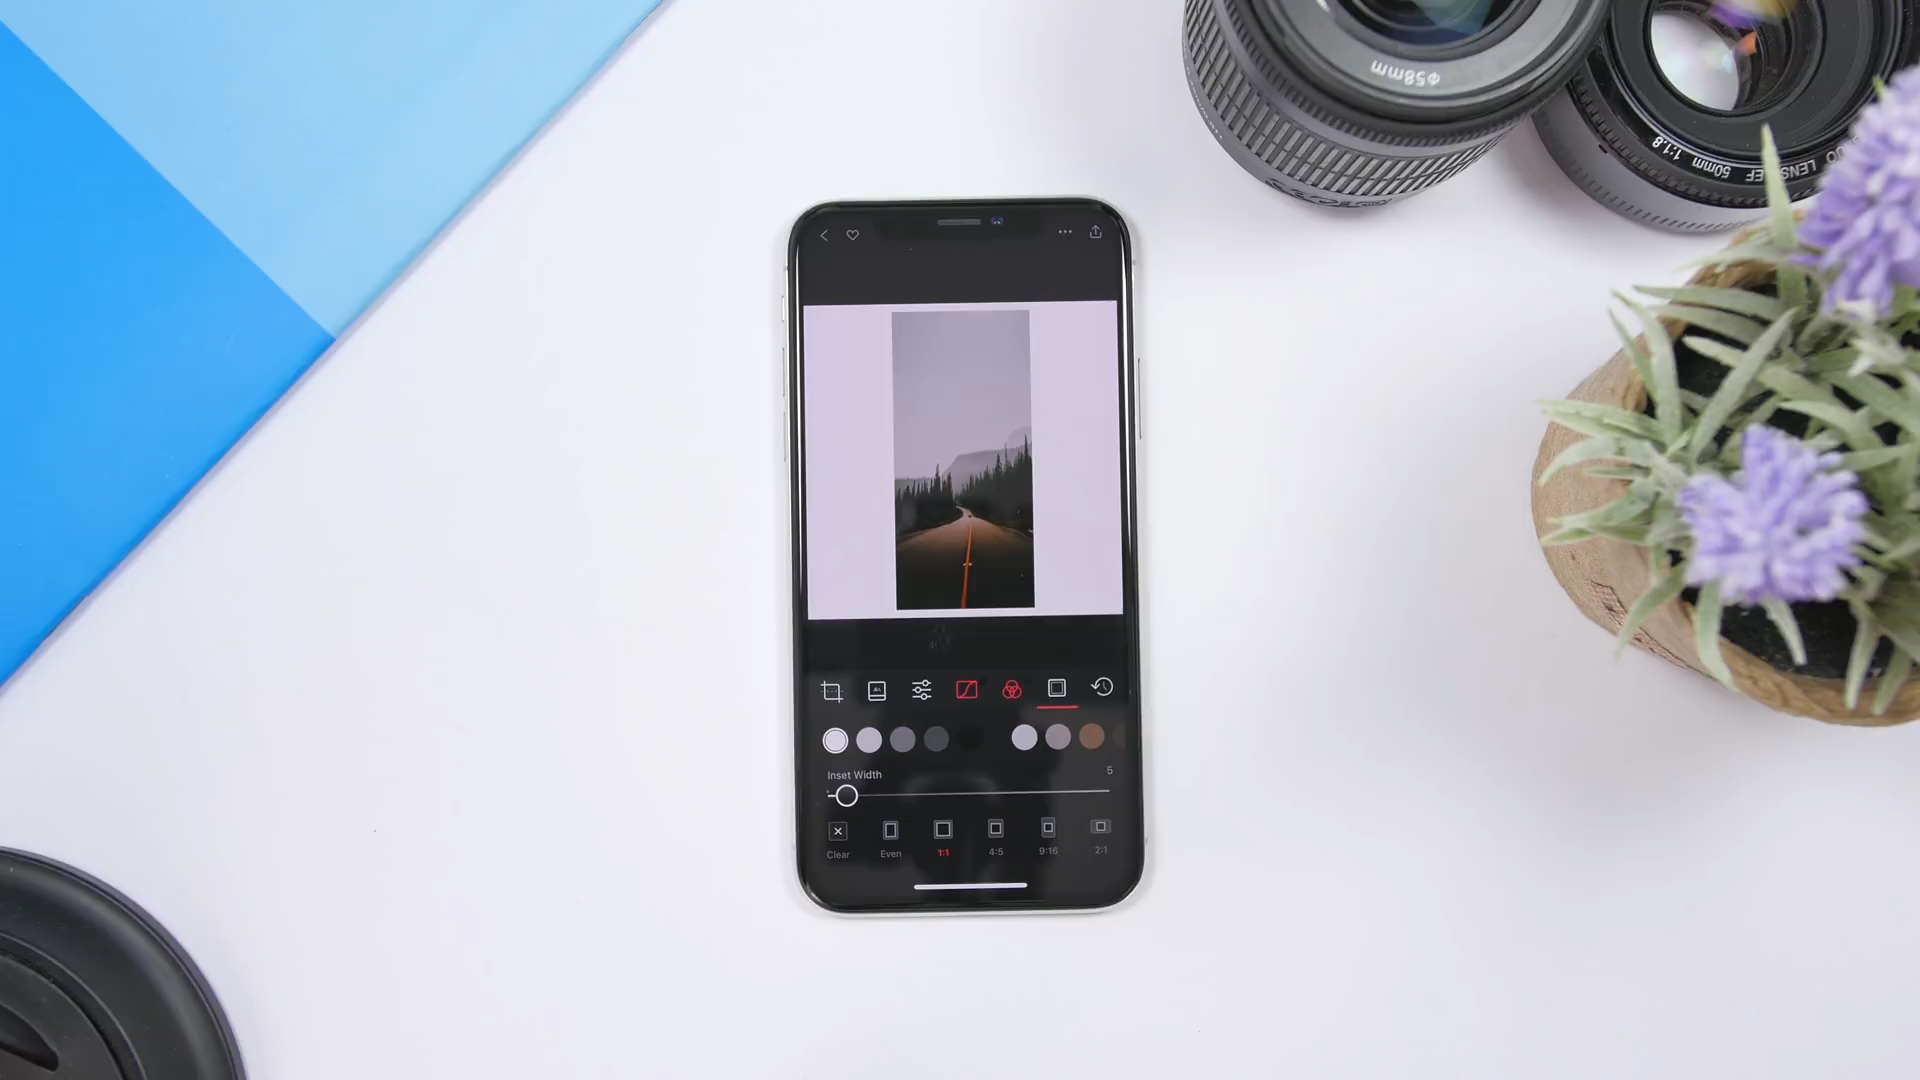 ⌀58mm
LENS EF 50mm 1:1.8
Inset Width 5
Clear Even 1:1 4:5 9:16 2:1